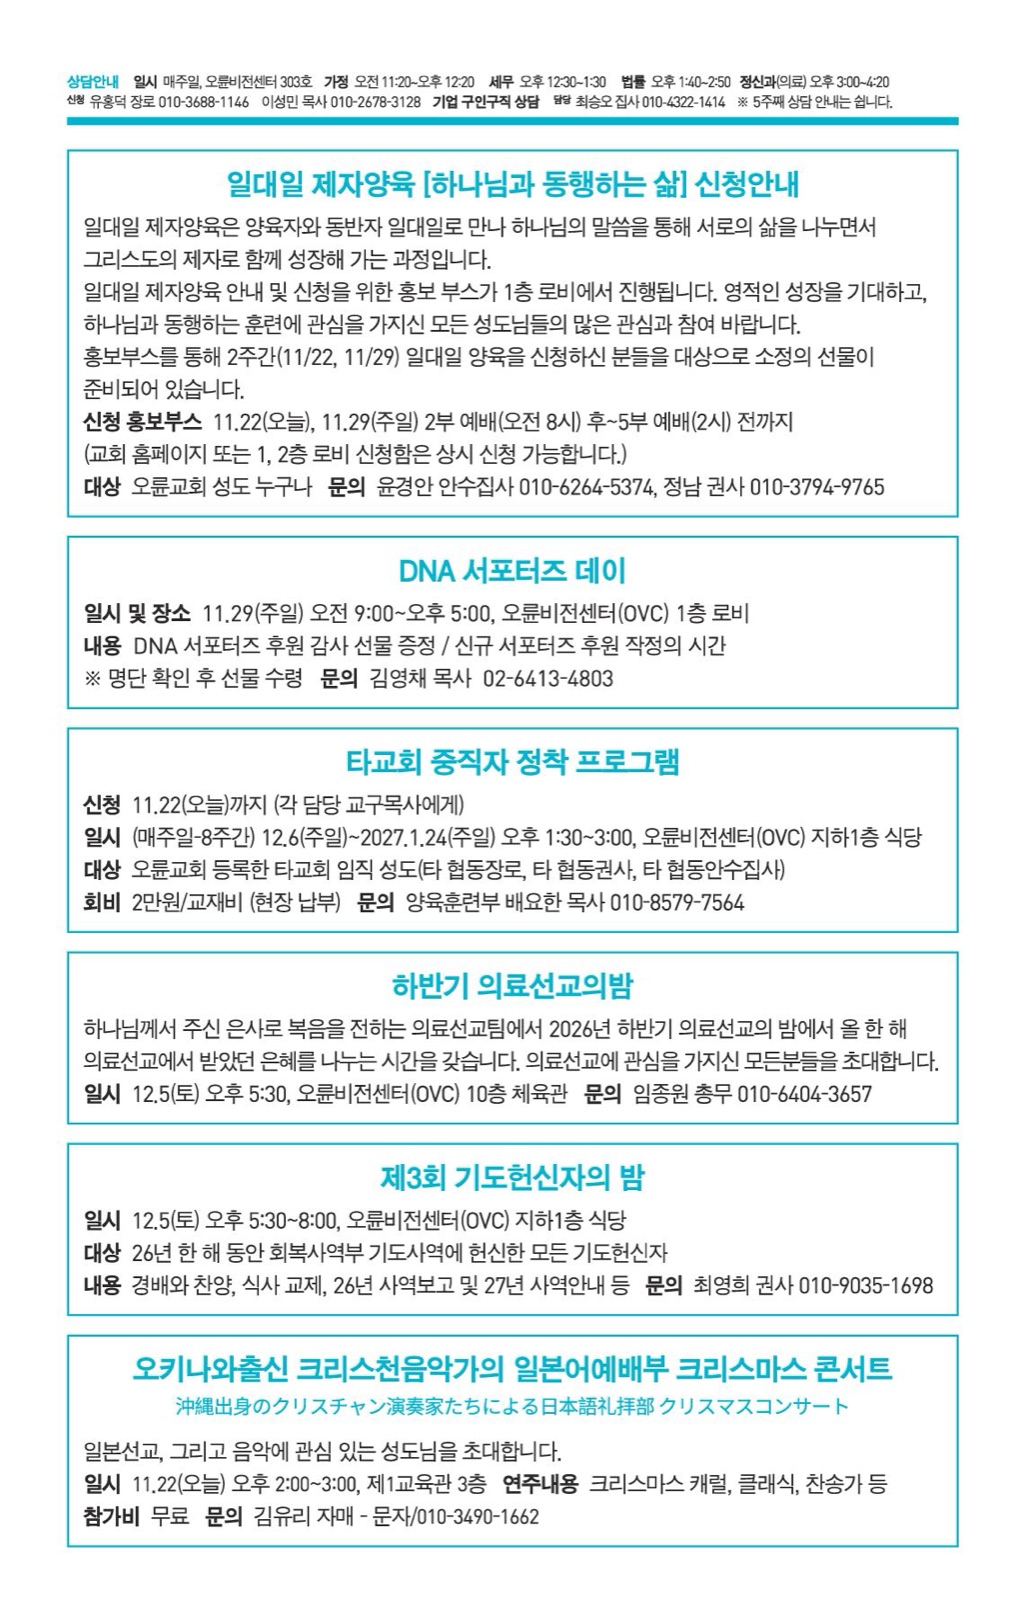 상담안내 일시 매주일, 오륜비전센터 303호 가정 오전 11:20~오후 12:20 세무 오후 12:30~1:30 법률 오후 1:40~2:50 정신과(의료) 오후 3:00~4:20
신청 유홍덕 장로 010-3688-1146 이성민 목사 010-2678-3128 기업 구인구직 상담 담당 최승오 집사 010-4322-1414 ※ 5주째 상담 안내는 쉽니다.
일대일 제자양육 [하나님과 동행하는 삶] 신청안내
일대일 제자양육은 양육자와 동반자 일대일로 만나 하나님의 말씀을 통해 서로의 삶을 나누면서
그리스도의 제자로 함께 성장해 가는 과정입니다.
일대일 제자양육 안내 및 신청을 위한 홍보 부스가 1층 로비에서 진행됩니다. 영적인 성장을 기대하고,
하나님과 동행하는 훈련에 관심을 가지신 모든 성도님들의 많은 관심과 참여 바랍니다.
홍보부스를 통해 2주간(11/22, 11/29) 일대일 양육을 신청하신 분들을 대상으로 소정의 선물이
준비되어 있습니다.
신청 홍보부스 11.22(오늘), 11.29(주일) 2부 예배(오전 8시) 후~5부 예배(2시) 전까지
(교회 홈페이지 또는 1, 2층 로비 신청함은 상시 신청 가능합니다.)
대상 오륜교회 성도 누구나 문의 윤경안 안수집사 010-6264-5374, 정남 권사 010-3794-9765
DNA 서포터즈 데이
일시 및 장소 11.29(주일) 오전 9:00~오후 5:00, 오륜비전센터(OVC) 1층 로비
내용 DNA 서포터즈 후원 감사 선물 증정 / 신규 서포터즈 후원 작정의 시간
※ 명단 확인 후 선물 수령 문의 김영채 목사 02-6413-4803
타교회 중직자 정착 프로그램
신청 11.22(오늘)까지 (각 담당 교구목사에게)
일시 (매주일-8주간) 12.6(주일)~2027.1.24(주일) 오후 1:30~3:00, 오륜비전센터(OVC) 지하1층 식당
대상 오륜교회 등록한 타교회 임직 성도(타 협동장로, 타 협동권사, 타 협동안수집사)
회비 2만원/교재비 (현장 납부) 문의 양육훈련부 배요한 목사 010-8579-7564
하반기 의료선교의밤
하나님께서 주신 은사로 복음을 전하는 의료선교팀에서 2026년 하반기 의료선교의 밤에서 올 한 해
의료선교에서 받았던 은혜를 나누는 시간을 갖습니다. 의료선교에 관심을 가지신 모든분들을 초대합니다.
일시 12.5(토) 오후 5:30, 오륜비전센터(OVC) 10층 체육관 문의 임종원 총무 010-6404-3657
제3회 기도헌신자의 밤
일시 12.5(토) 오후 5:30~8:00, 오륜비전센터(OVC) 지하1층 식당
대상 26년 한 해 동안 회복사역부 기도사역에 헌신한 모든 기도헌신자
내용 경배와 찬양, 식사 교제, 26년 사역보고 및 27년 사역안내 등 문의 최영희 권사 010-9035-1698
오키나와출신 크리스천음악가의 일본어예배부 크리스마스 콘서트
沖縄出身のクリスチャン演奏家たちによる日本語礼拝部 クリスマスコンサート
일본선교, 그리고 음악에 관심 있는 성도님을 초대합니다.
일시 11.22(오늘) 오후 2:00~3:00, 제1교육관 3층 연주내용 크리스마스 캐럴, 클래식, 찬송가 등
참가비 무료 문의 김유리 자매 - 문자/010-3490-1662